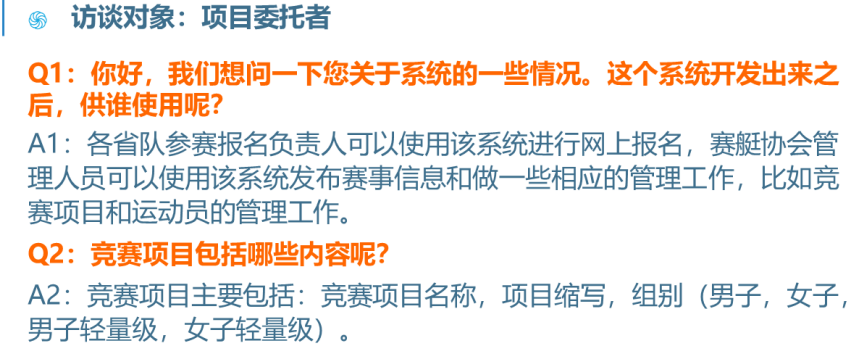 访谈对象：项目委托者
Q1：你好，我们想问一下您关于系统的一些情况。这个系统开发出来之
后，供谁使用呢？
A1：各省队参赛报名负责人可以使用该系统进行网上报名，赛艇协会管
理人员可以使用该系统发布赛事信息和做一些相应的管理工作，比如竞
赛项目和运动员的管理工作。
Q2：竞赛项目包括哪些内容呢？
A2：竞赛项目主要包括：竞赛项目名称，项目缩写，组别（男子，女子，
男子轻量级，女子轻量级）。